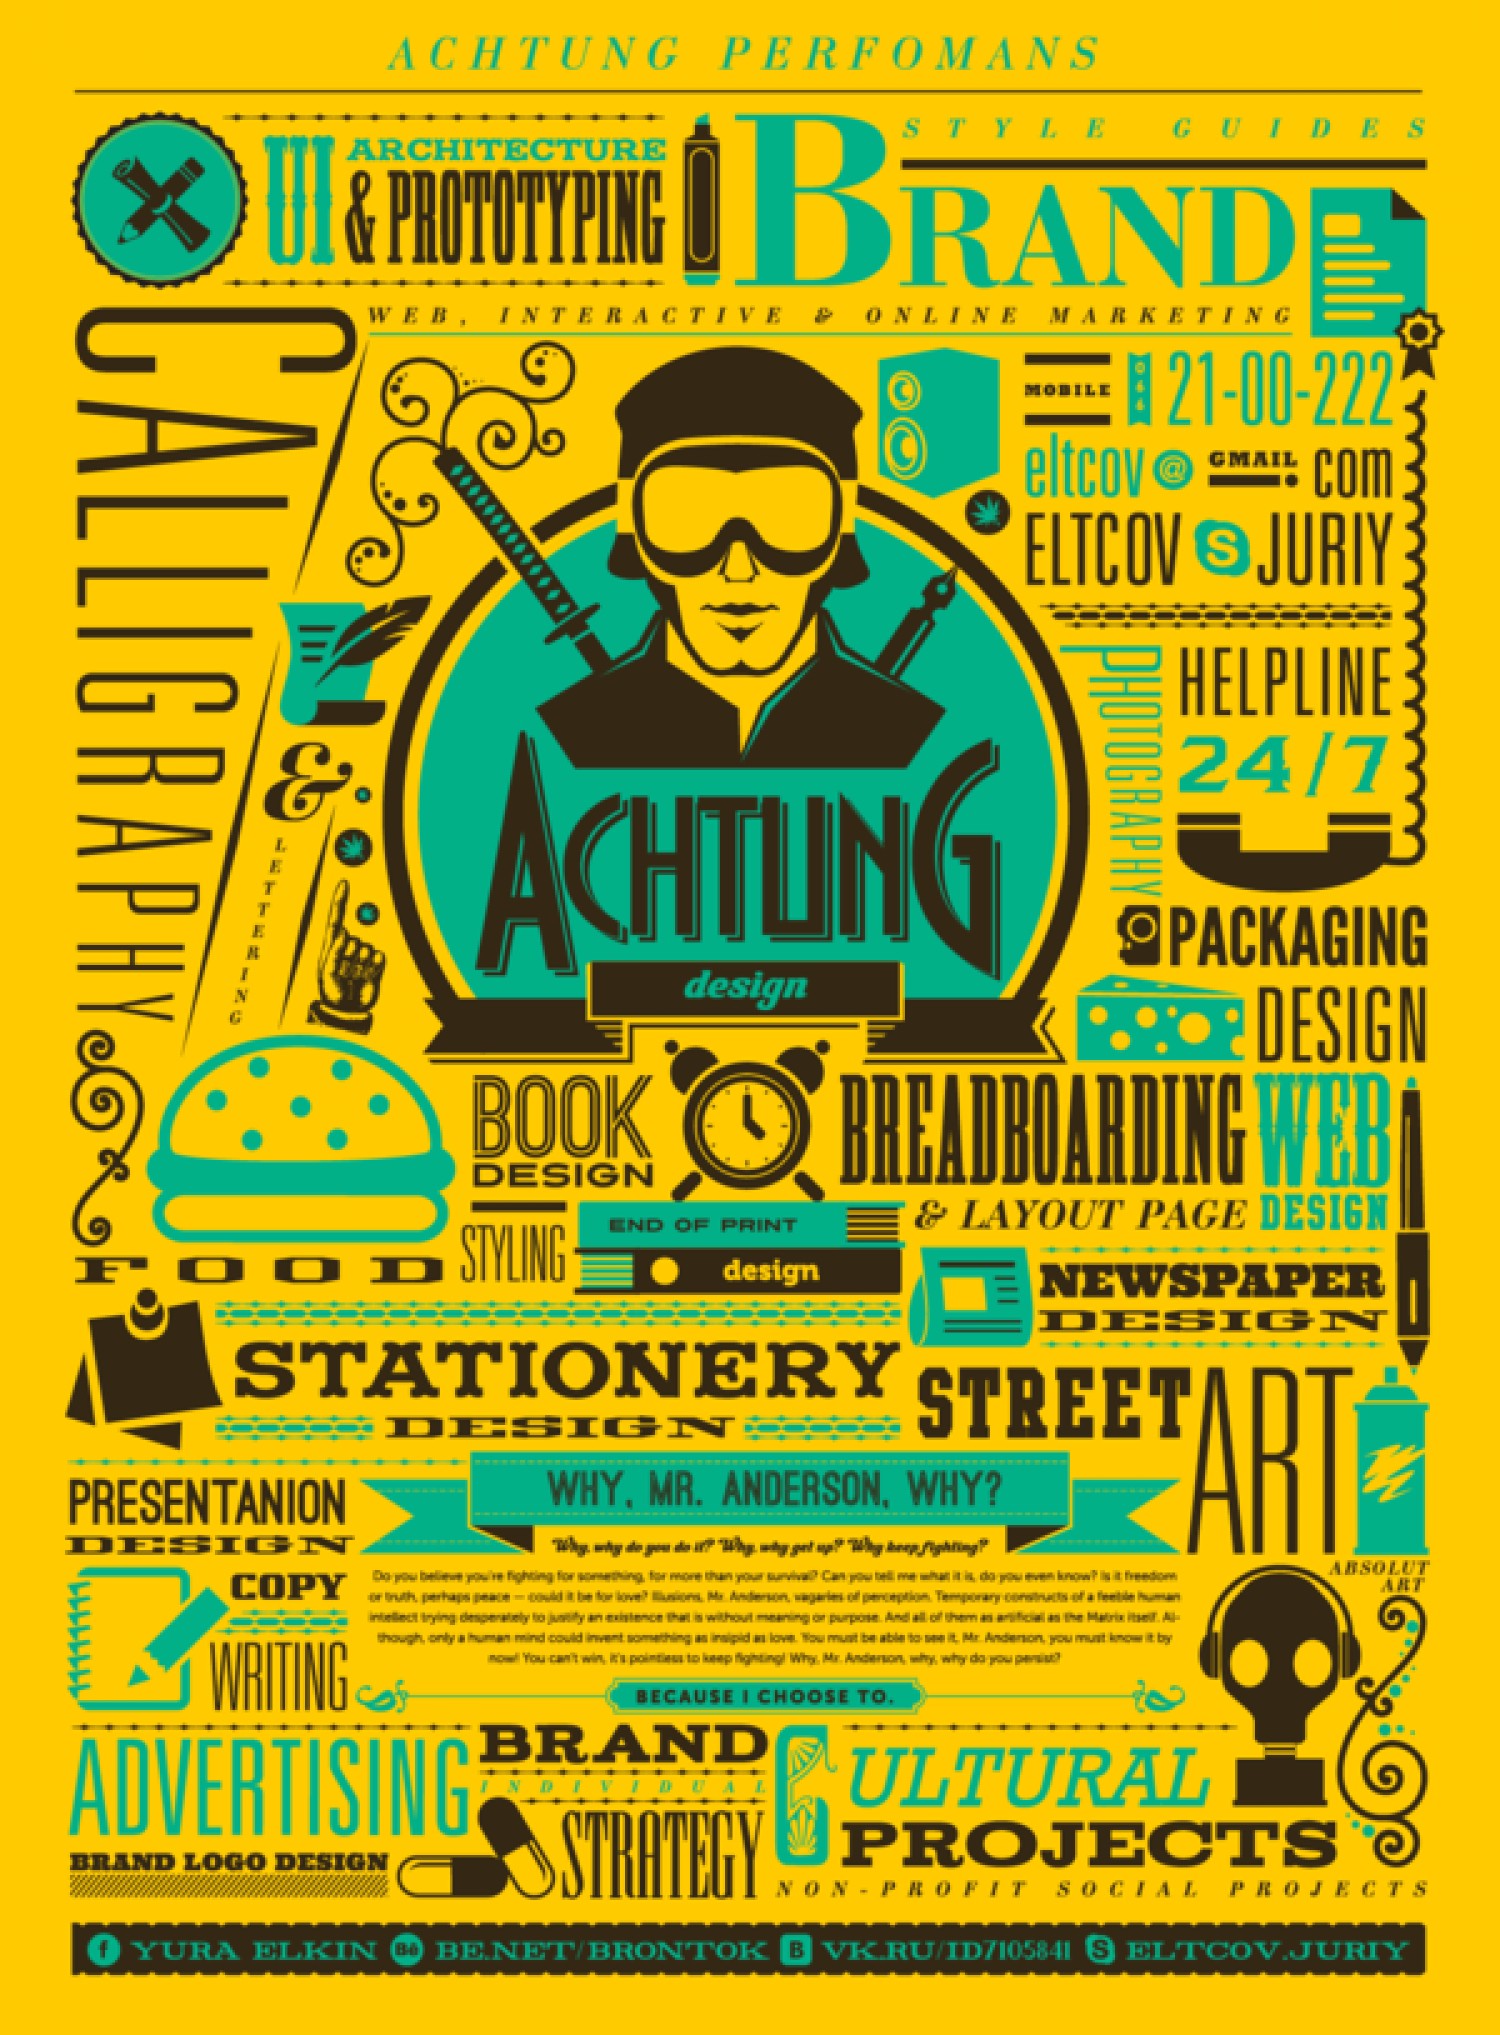 ACHTUNG PERFOMANS
UI ARCHITECTURE
& PROTOTYPING
BRAND
STYLE GUIDES
WEB, INTERACTIVE & ONLINE MARKETING
CALLIGRAPHY
&
LETTERING
MOBILE 066 21-00-222
eltcov @ GMAIL. com
ELTCOV S JURIY
PHOTOGRAPHY
HELPLINE
24/7
ACHTUNG
design
PACKAGING
DESIGN
BOOK
DESIGN
BREADBOARDING
& LAYOUT PAGE
WEB
DESIGN
FOOD
STYLING
END OF PRINT
design
NEWSPAPER
DESIGN
STATIONERY
DESIGN
STREET ART
PRESENTANION
DESIGN
WHY, MR. ANDERSON, WHY?
Why, why do you do it? Why, why get up? Why keep fighting?
Do you believe you're fighting for something, for more than your survival? Can you tell me what it is, do you even know? Is it freedom
or truth, perhaps peace — could it be for love? Illusions, Mr. Anderson, vagaries of perception. Temporary constructs of a feeble human
intellect trying desperately to justify an existence that is without meaning or purpose. And all of them as artificial as the Matrix itself. Al-
though, only a human mind could invent something as insipid as love. You must be able to see it, Mr. Anderson, you must know it by
now! You can't win, it's pointless to keep fighting! Why, Mr. Anderson, why, why do you persist?
BECAUSE I CHOOSE TO.
ABSOLUT
ART
COPY
WRITING
ADVERTISING
BRAND LOGO DESIGN
BRAND
INDIVIDUAL
STRATEGY
CULTURAL
PROJECTS
NON-PROFIT SOCIAL PROJECTS
f YURA ELKIN Bē BE.NET/BRONTOK B VK.RU/ID7105841 S ELTCOV.JURIY